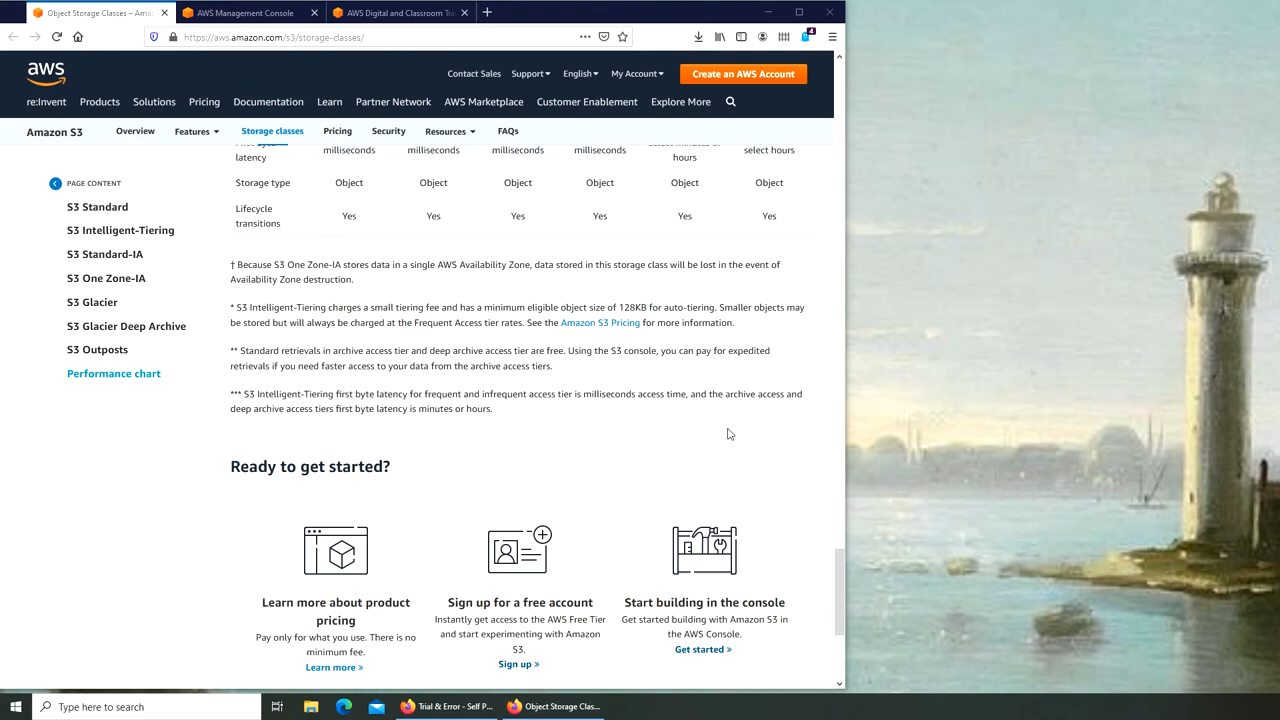 Object Storage Classes – Ama
AWS Management Console
AWS Digital and Classroom Tra
https://aws.amazon.com/s3/storage-classes/
4
aws
Contact Sales Support English My Account Create an AWS Account
re:Invent Products Solutions Pricing Documentation Learn Partner Network AWS Marketplace Customer Enablement Explore More
Amazon S3 Overview Features Storage classes Pricing Security Resources FAQs
PAGE CONTENT
S3 Standard
S3 Intelligent-Tiering
S3 Standard-IA
S3 One Zone-IA
S3 Glacier
S3 Glacier Deep Archive
S3 Outposts
Performance chart
latency milliseconds milliseconds milliseconds milliseconds hours select hours
Storage type Object Object Object Object Object Object
Lifecycle
transitions Yes Yes Yes Yes Yes Yes
† Because S3 One Zone-IA stores data in a single AWS Availability Zone, data stored in this storage class will be lost in the event of
Availability Zone destruction.
* S3 Intelligent-Tiering charges a small tiering fee and has a minimum eligible object size of 128KB for auto-tiering. Smaller objects may
be stored but will always be charged at the Frequent Access tier rates. See the Amazon S3 Pricing for more information.
** Standard retrievals in archive access tier and deep archive access tier are free. Using the S3 console, you can pay for expedited
retrievals if you need faster access to your data from the archive access tiers.
*** S3 Intelligent-Tiering first byte latency for frequent and infrequent access tier is milliseconds access time, and the archive access and
deep archive access tiers first byte latency is minutes or hours.
Ready to get started?
Learn more about product
pricing
Pay only for what you use. There is no
minimum fee.
Learn more »
Sign up for a free account
Instantly get access to the AWS Free Tier
and start experimenting with Amazon
S3.
Sign up »
Start building in the console
Get started building with Amazon S3 in
the AWS Console.
Get started »
Type here to search
Trial & Error - Self P...
Object Storage Clas...